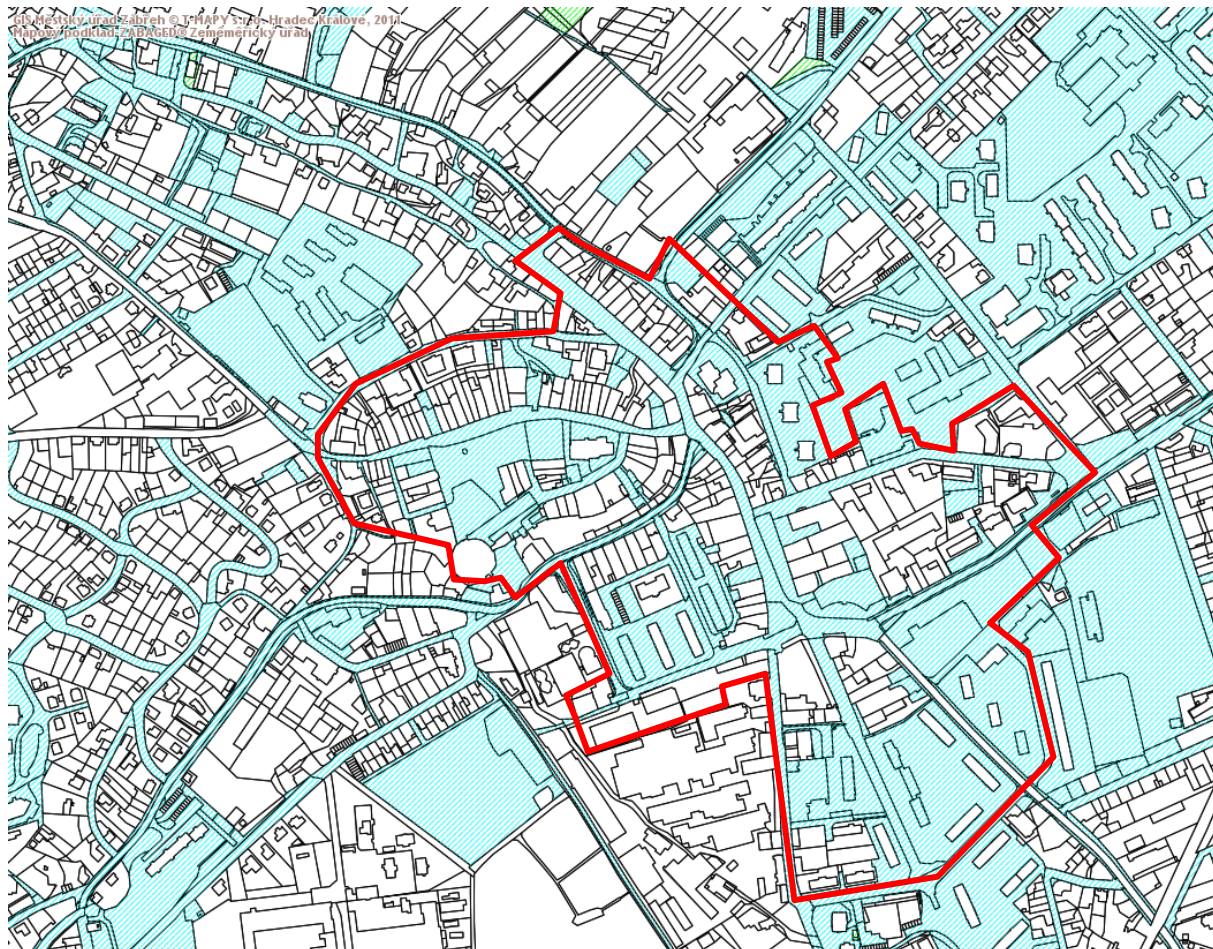 GIS Městský úřad Zábřeh © T-MAPY s.r.o. Hradec Králové, 2011
Mapový podklad ZABAGED® Zeměměřický úřad